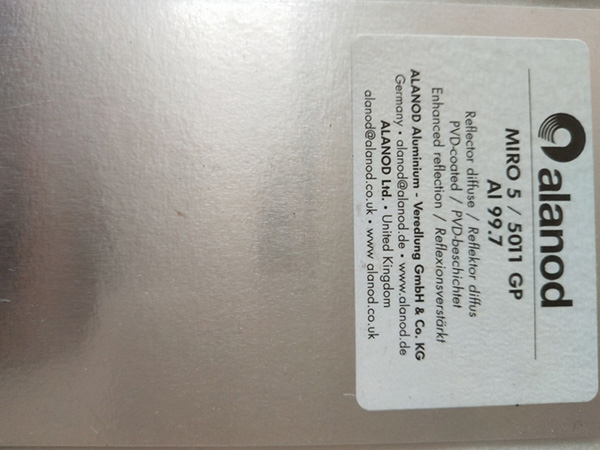 alanod
MIRO 5 / 5011 GP
Al 99.7
Reflector diffuse / Reflektor diffus
PVD-coated / PVD-beschichtet
Enhanced reflection / Reflexionsverstärkt
ALANOD Aluminium - Veredlung GmbH & Co. KG
Germany • alanod@alanod.de • www.alanod.de
ALANOD Ltd. • United Kingdom
alanod@alanod.co.uk • www alanod.co.uk